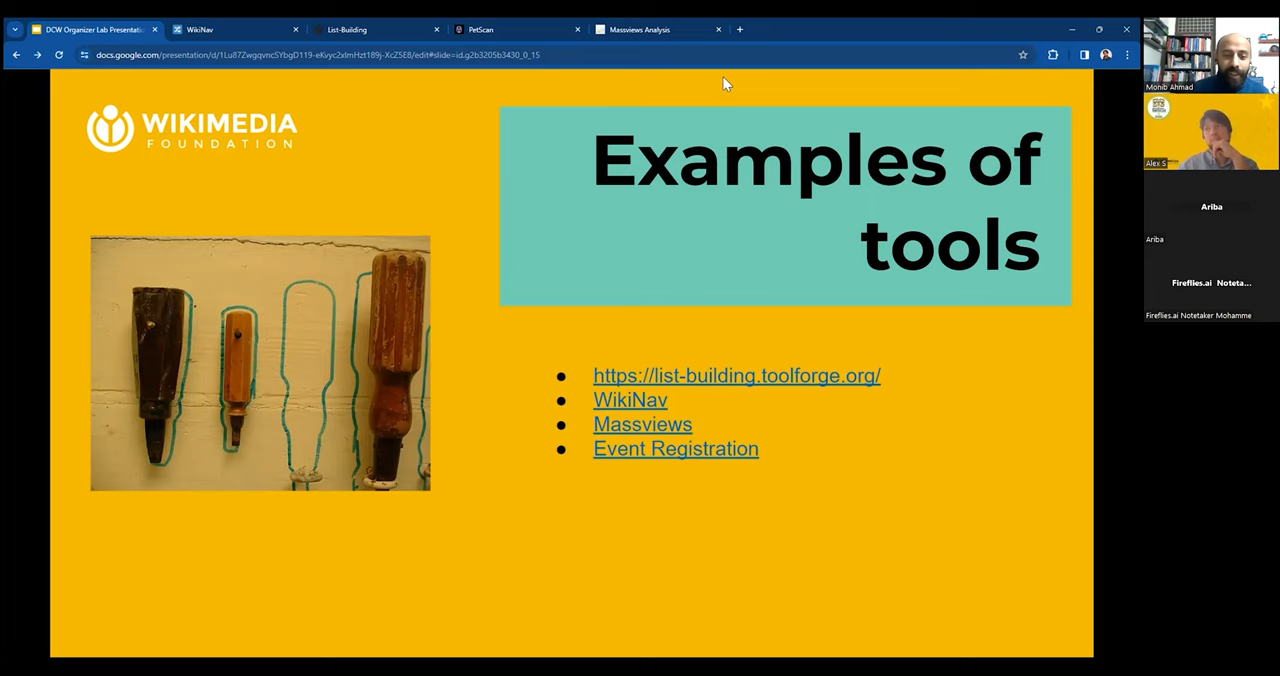 DCW Organizer Lab Presentati
WikiNav
List-Building
PetScan
Massviews Analysis
docs.google.com/presentation/d/1Lu87ZwgqvncSYbgD119-eKvyc2xlmHzt189j-XcZ5E8/edit#slide=id.g2b3205b3430_0_15
WIKIMEDIA
FOUNDATION
Examples of
tools
● https://list-building.toolforge.org/
● WikiNav
● Massviews
● Event Registration
Monib Ahmad
Alex S
Ariba
Ariba
Fireflies.ai Noteta...
Fireflies.ai Notetaker Mohamme